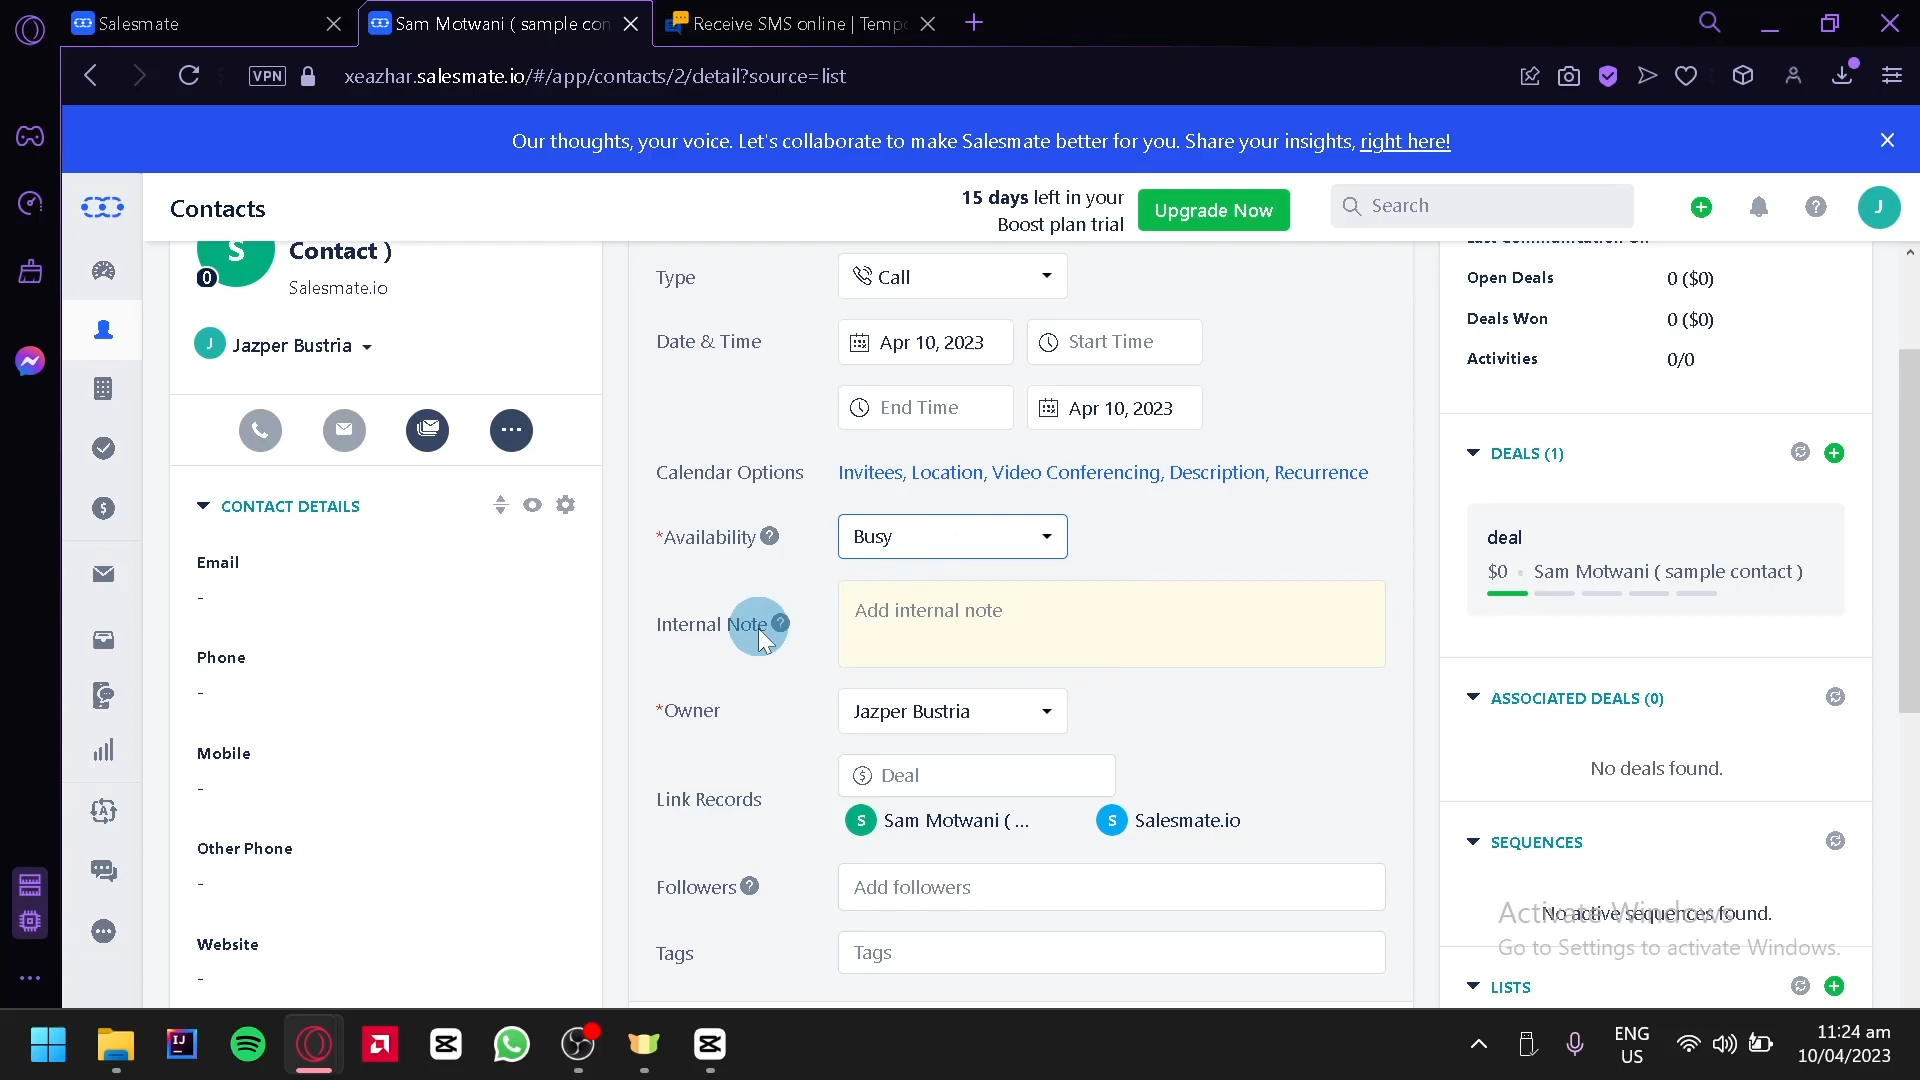 Salesmate
Sam Motwani ( sample con
Receive SMS online | Tempo
VPN
xeazhar.salesmate.io/#/app/contacts/2/detail?source=list
Our thoughts, your voice. Let's collaborate to make Salesmate better for you. Share your insights, right here!
Contacts
15 days left in your
Boost plan trial
Upgrade Now
Search
J
S
0
Contact )
Salesmate.io
J Jazper Bustria
CONTACT DETAILS
Email
-
Phone
-
Mobile
-
Other Phone
-
Website
-
Type
Call
Date & Time
Apr 10, 2023
Start Time
End Time
Apr 10, 2023
Calendar Options
Invitees, Location, Video Conferencing, Description, Recurrence
*Availability ?
Busy
Internal Note ?
Add internal note
*Owner
Jazper Bustria
Link Records
Deal
S Sam Motwani ( ...
S Salesmate.io
Followers ?
Add followers
Tags
Tags
Last Communication On
Open Deals
0 ($0)
Deals Won
0 ($0)
Activities
0/0
DEALS (1)
deal
$0 • Sam Motwani ( sample contact )
ASSOCIATED DEALS (0)
No deals found.
SEQUENCES
No active sequences found.
Activate Windows
Go to Settings to activate Windows.
LISTS
IJ
ENG
US
11:24 am
10/04/2023